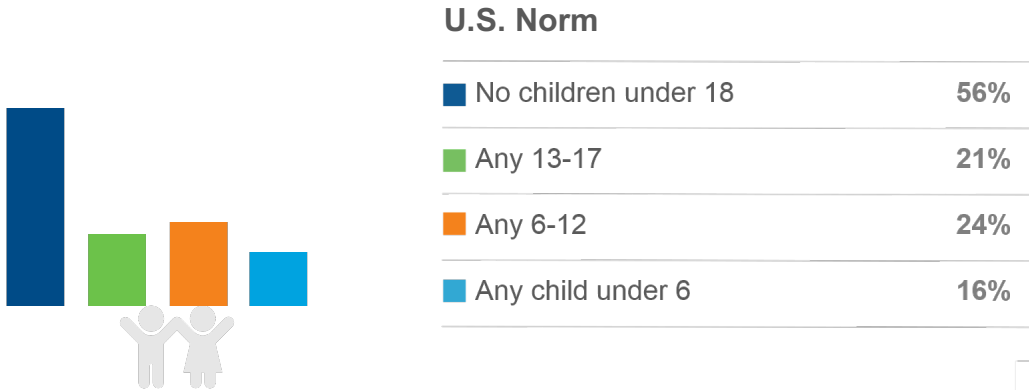 U.S. Norm
No children under 18 56%
Any 13-17 21%
Any 6-12 24%
Any child under 6 16%